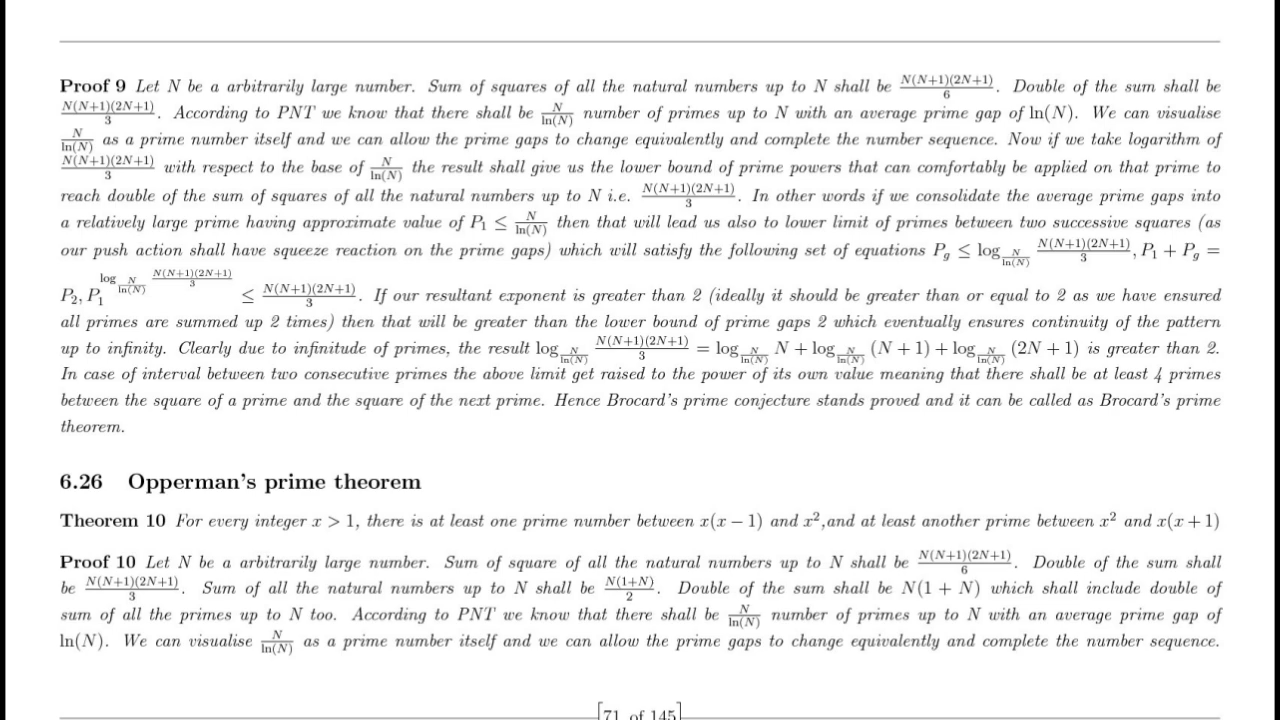 Proof 9 Let N be a arbitrarily large number. Sum of squares of all the natural numbers up to N shall be N(N+1)(2N+1)/6. Double of the sum shall be
N(N+1)(2N+1)/3. According to PNT we know that there shall be N/ln(N) number of primes up to N with an average prime gap of ln(N). We can visualise
N/ln(N) as a prime number itself and we can allow the prime gaps to change equivalently and complete the number sequence. Now if we take logarithm of
N(N+1)(2N+1)/3 with respect to the base of N/ln(N) the result shall give us the lower bound of prime powers that can comfortably be applied on that prime to
reach double of the sum of squares of all the natural numbers up to N i.e. N(N+1)(2N+1)/3. In other words if we consolidate the average prime gaps into
a relatively large prime having approximate value of P₁ ≤ N/ln(N) then that will lead us also to lower limit of primes between two successive squares (as
our push action shall have squeeze reaction on the prime gaps) which will satisfy the following set of equations P_g ≤ log_{N/ln(N)} N(N+1)(2N+1)/3, P₁ + P_g =
P₂, P₁^{log_{N/ln(N)} N(N+1)(2N+1)/3} ≤ N(N+1)(2N+1)/3. If our resultant exponent is greater than 2 (ideally it should be greater than or equal to 2 as we have ensured
all primes are summed up 2 times) then that will be greater than the lower bound of prime gaps 2 which eventually ensures continuity of the pattern
up to infinity. Clearly due to infinitude of primes, the result log_{N/ln(N)} N(N+1)(2N+1)/3 = log_{N/ln(N)} N + log_{N/ln(N)} (N + 1) + log_{N/ln(N)} (2N + 1) is greater than 2.
In case of interval between two consecutive primes the above limit get raised to the power of its own value meaning that there shall be at least 4 primes
between the square of a prime and the square of the next prime. Hence Brocard's prime conjecture stands proved and it can be called as Brocard's prime
theorem.
6.26 Opperman's prime theorem
Theorem 10 For every integer x > 1, there is at least one prime number between x(x − 1) and x²,and at least another prime between x² and x(x + 1)
Proof 10 Let N be a arbitrarily large number. Sum of square of all the natural numbers up to N shall be N(N+1)(2N+1)/6. Double of the sum shall
be N(N+1)(2N+1)/3. Sum of all the natural numbers up to N shall be N(1+N)/2. Double of the sum shall be N(1 + N) which shall include double of
sum of all the primes up to N too. According to PNT we know that there shall be N/ln(N) number of primes up to N with an average prime gap of
ln(N). We can visualise N/ln(N) as a prime number itself and we can allow the prime gaps to change equivalently and complete the number sequence.
71 of 145